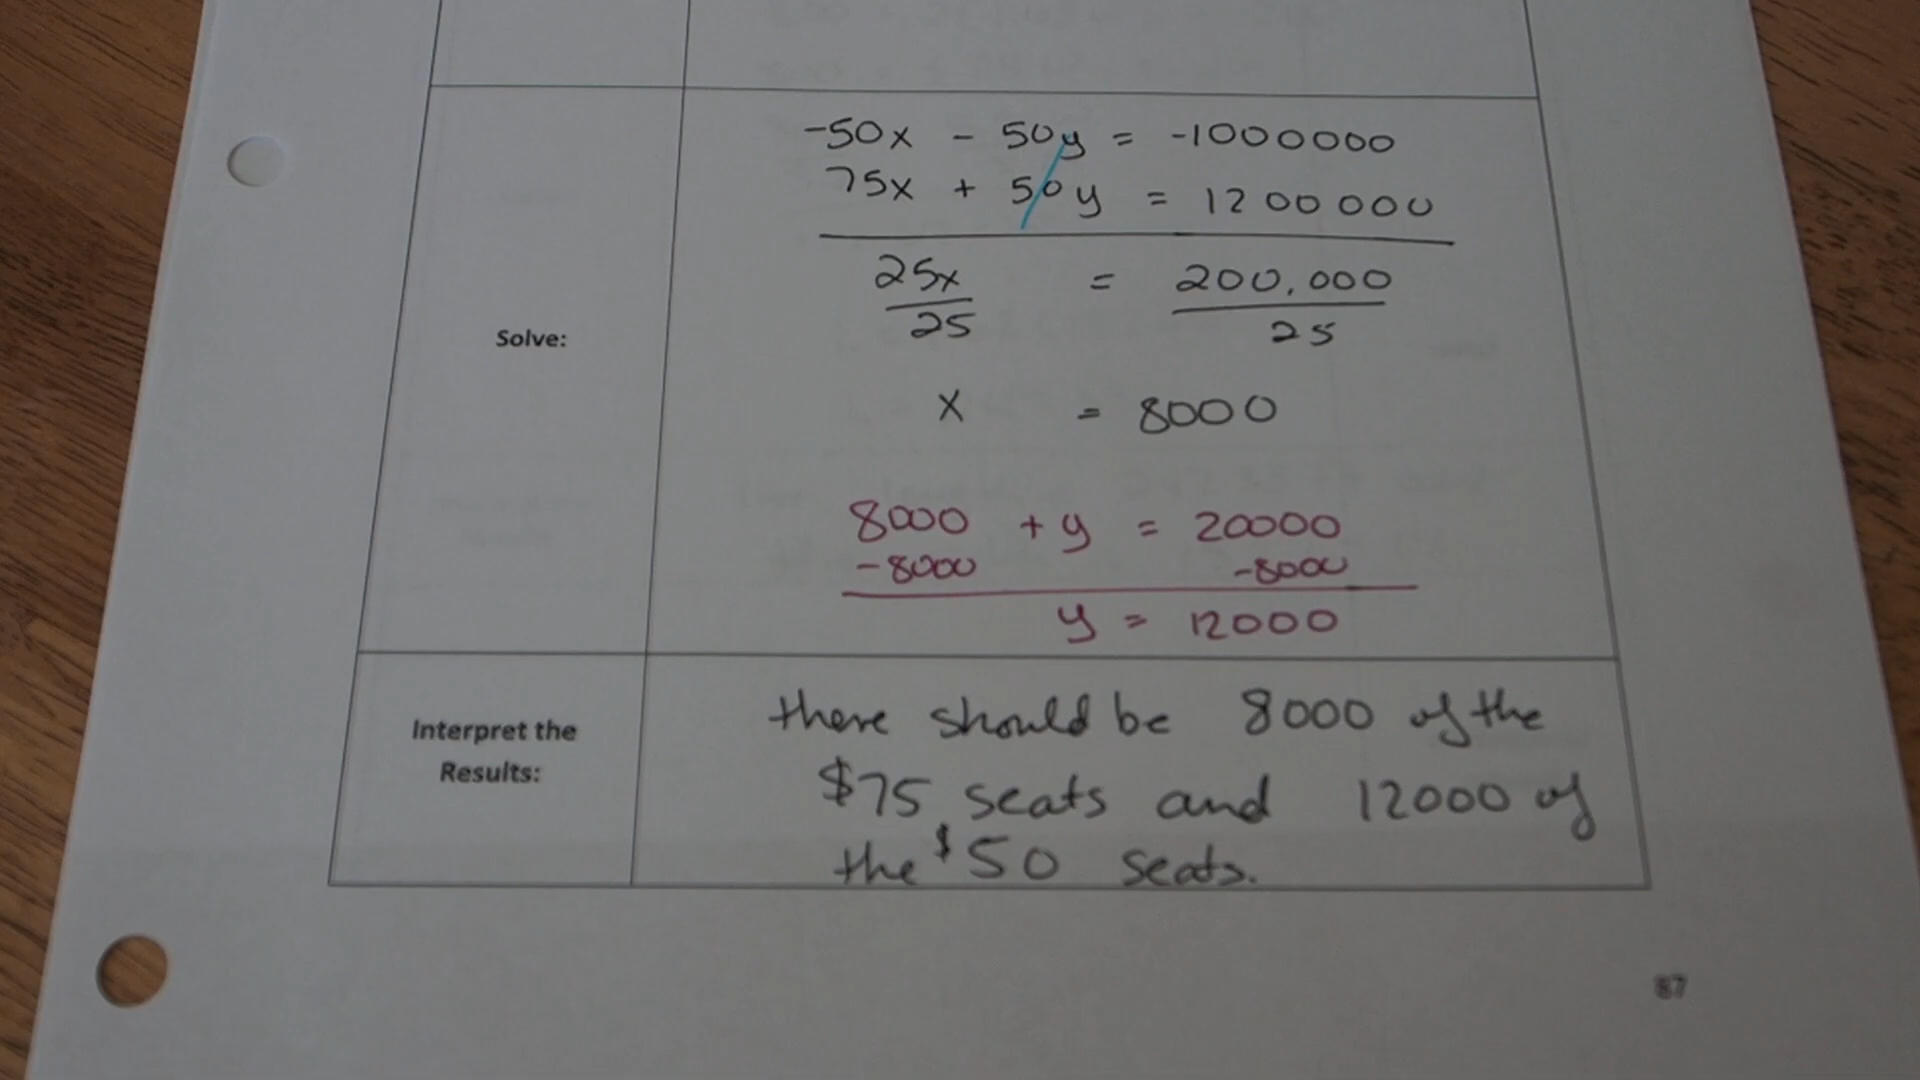 -50x - 50y = -1000000
75x + 50y = 1200000
25x = 200,000
25 25
Solve:
x = 8000
8000 + y = 20000
-8000 -8000
y = 12000
there should be 8000 of the
Interpret the
Results:
$75 seats and 12000 of
the $50 seats.
87